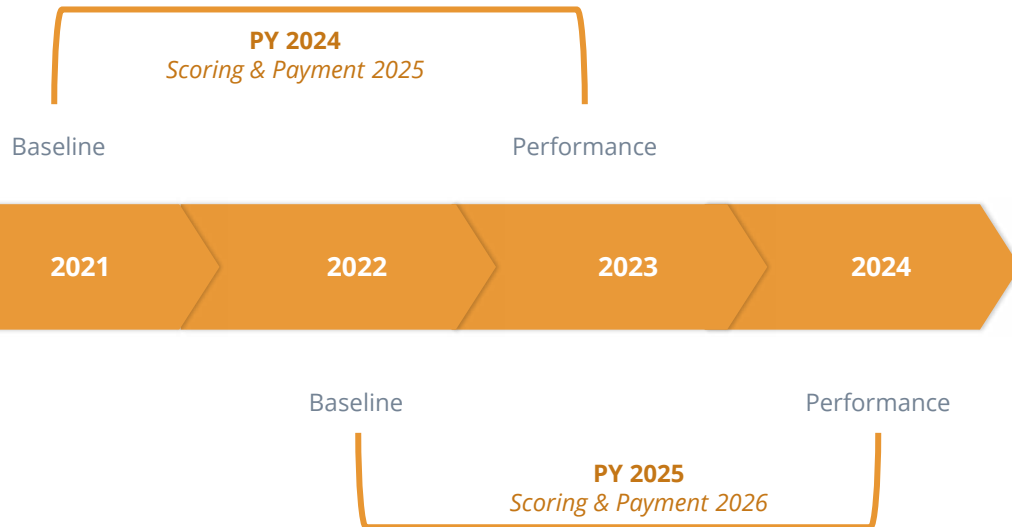 PY 2024
Scoring & Payment 2025
Baseline Performance
2021 2022 2023 2024
Baseline Performance
PY 2025
Scoring & Payment 2026